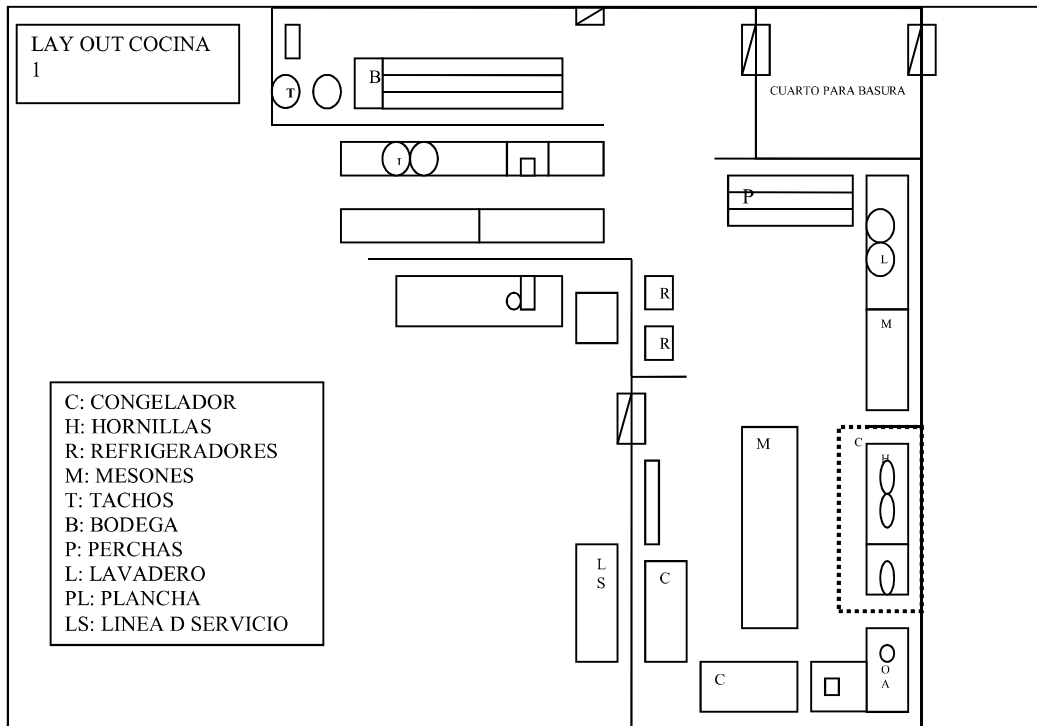 LAY OUT COCINA
1
B
T
CUARTO PARA BASURA
T
P
L
R
M
R
C: CONGELADOR
H: HORNILLAS
R: REFRIGERADORES
M: MESONES
T: TACHOS
B: BODEGA
P: PERCHAS
L: LAVADERO
PL: PLANCHA
LS: LINEA D SERVICIO
M
C
H
L
S
C
C
O
A